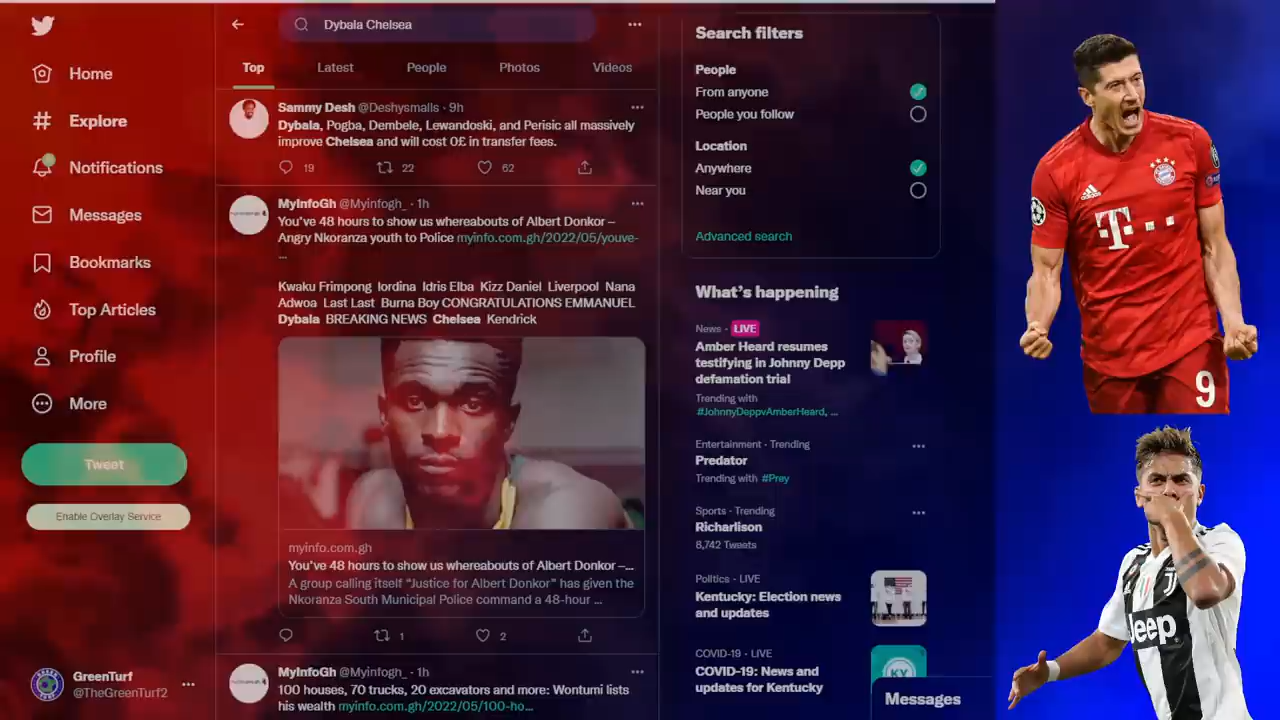 Home
Explore
Notifications
Messages
Bookmarks
Top Articles
Profile
More
Tweet
Enable Overlay Service
GreenTurf
@TheGreenTurf2
Dybala Chelsea
Top Latest People Photos Videos
Sammy Desh @Deshysmalls · 9h
Dybala, Pogba, Dembele, Lewandoski, and Perisic all massively
improve Chelsea and will cost 0£ in transfer fees.
19 22 62
MyInfoGh @Myinfogh_ · 1h
You've 48 hours to show us whereabouts of Albert Donkor –
Angry Nkoranza youth to Police myinfo.com.gh/2022/05/youve-
...
Kwaku Frimpong Iordina Idris Elba Kizz Daniel Liverpool Nana
Adwoa Last Last Burna Boy CONGRATULATIONS EMMANUEL
Dybala BREAKING NEWS Chelsea Kendrick
myinfo.com.gh
You've 48 hours to show us whereabouts of Albert Donkor –...
A group calling itself "Justice for Albert Donkor" has given the
Nkoranza South Municipal Police command a 48-hour ...
1 2
MyInfoGh @Myinfogh_ · 1h
100 houses, 70 trucks, 20 excavators and more: Wontumi lists
his wealth myinfo.com.gh/2022/05/100-ho...
Search filters
People
From anyone
People you follow
Location
Anywhere
Near you
Advanced search
What's happening
News · LIVE
Amber Heard resumes
testifying in Johnny Depp
defamation trial
Trending with
#JohnnyDeppvAmberHeard, ...
Entertainment · Trending
Predator
Trending with #Prey
Sports · Trending
Richarlison
8,742 Tweets
Politics · LIVE
Kentucky: Election news
and updates
COVID-19 · LIVE
COVID-19: News and
updates for Kentucky
KY
Messages
T
9
Jeep